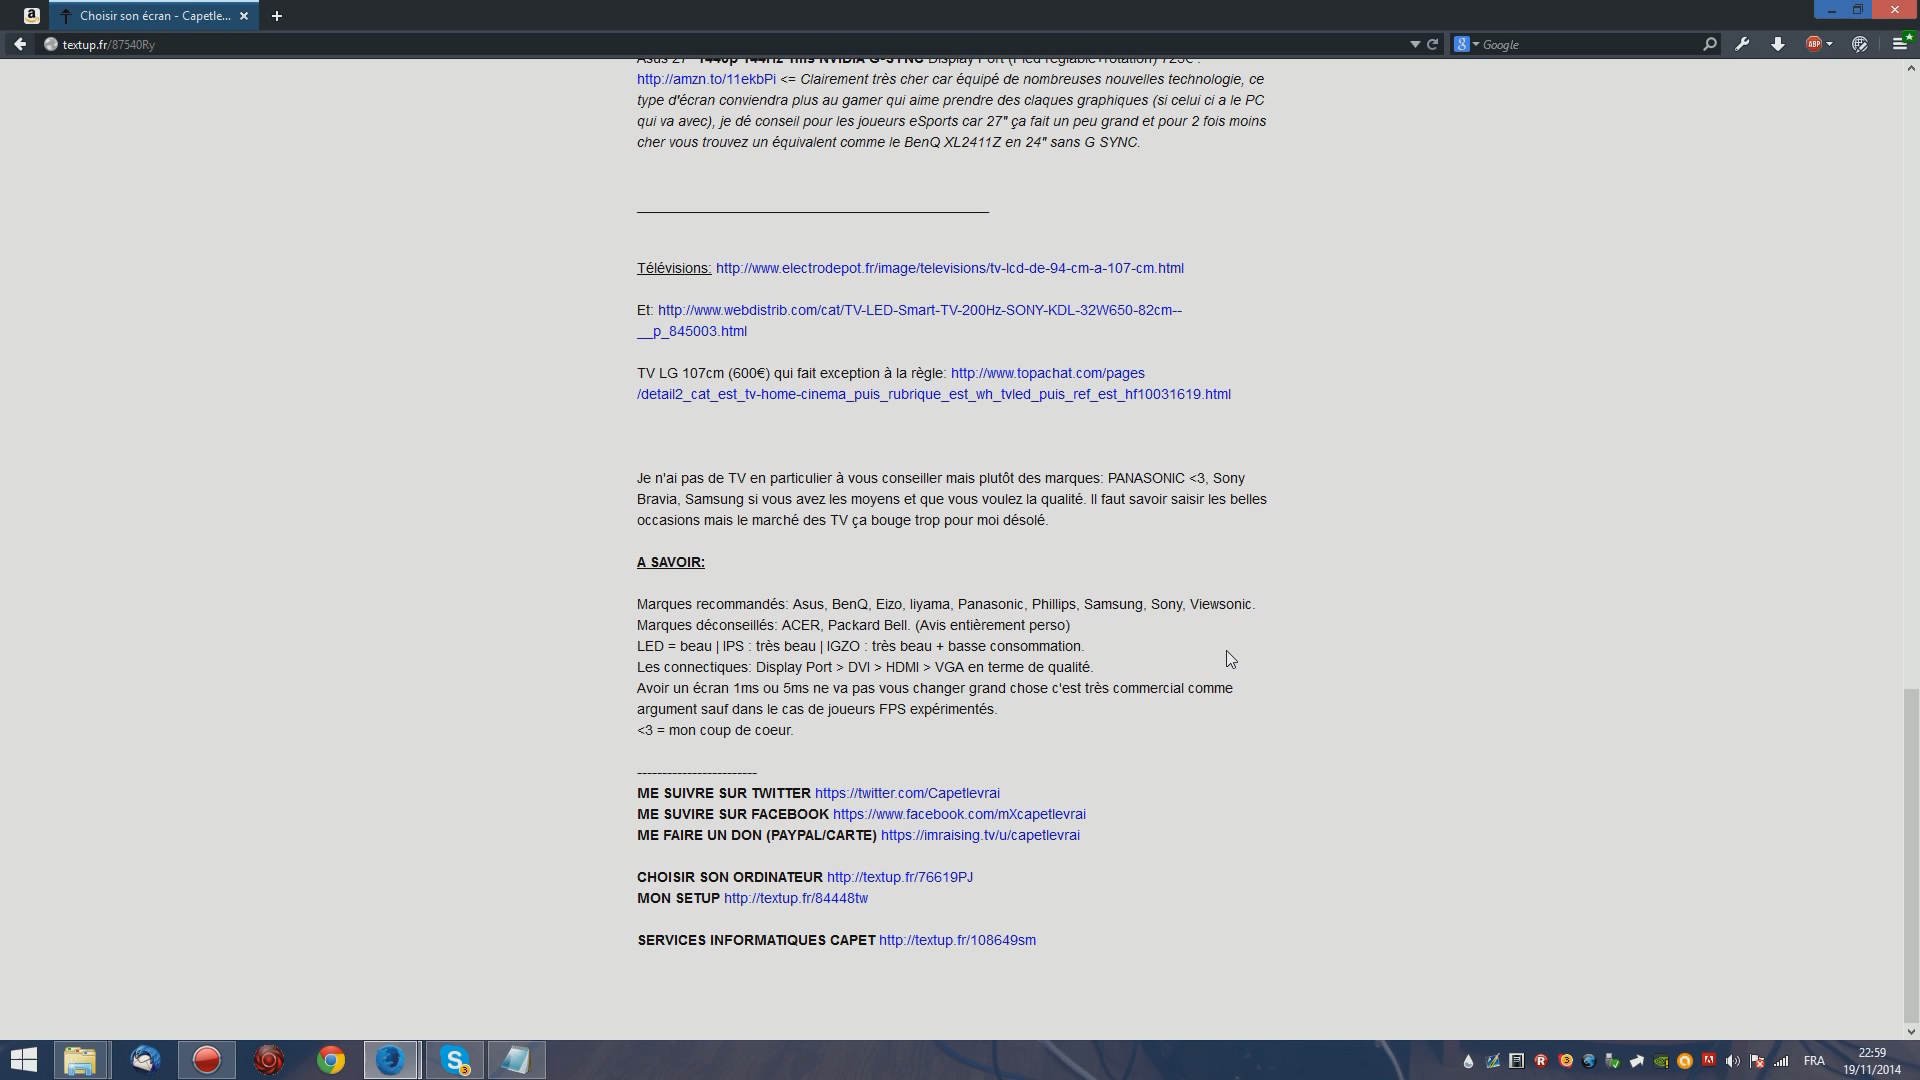 Choisir son écran - Capetle...
textup.fr/87540Ry
Google
Asus 27" 1440p 144Hz 1ms NVIDIA G-SYNC Display Port (Pied réglable+rotation) 725€ :
http://amzn.to/11ekbPi <= Clairement très cher car équipé de nombreuses nouvelles technologie, ce
type d'écran conviendra plus au gamer qui aime prendre des claques graphiques (si celui ci a le PC
qui va avec), je dé conseil pour les joueurs eSports car 27" ça fait un peu grand et pour 2 fois moins
cher vous trouvez un équivalent comme le BenQ XL2411Z en 24" sans G SYNC.
Télévisions: http://www.electrodepot.fr/image/televisions/tv-lcd-de-94-cm-a-107-cm.html
Et: http://www.webdistrib.com/cat/TV-LED-Smart-TV-200Hz-SONY-KDL-32W650-82cm--
__p_845003.html
TV LG 107cm (600€) qui fait exception à la règle: http://www.topachat.com/pages
/detail2_cat_est_tv-home-cinema_puis_rubrique_est_wh_tvled_puis_ref_est_hf10031619.html
Je n'ai pas de TV en particulier à vous conseiller mais plutôt des marques: PANASONIC <3, Sony
Bravia, Samsung si vous avez les moyens et que vous voulez la qualité. Il faut savoir saisir les belles
occasions mais le marché des TV ça bouge trop pour moi désolé.
A SAVOIR:
Marques recommandés: Asus, BenQ, Eizo, Iiyama, Panasonic, Phillips, Samsung, Sony, Viewsonic.
Marques déconseillés: ACER, Packard Bell. (Avis entièrement perso)
LED = beau | IPS : très beau | IGZO : très beau + basse consommation.
Les connectiques: Display Port > DVI > HDMI > VGA en terme de qualité.
Avoir un écran 1ms ou 5ms ne va pas vous changer grand chose c'est très commercial comme
argument sauf dans le cas de joueurs FPS expérimentés.
<3 = mon coup de coeur.
------------------------
ME SUIVRE SUR TWITTER https://twitter.com/Capetlevrai
ME SUVIRE SUR FACEBOOK https://www.facebook.com/mXcapetlevrai
ME FAIRE UN DON (PAYPAL/CARTE) https://imraising.tv/u/capetlevrai
CHOISIR SON ORDINATEUR http://textup.fr/76619PJ
MON SETUP http://textup.fr/84448tw
SERVICES INFORMATIQUES CAPET http://textup.fr/108649sm
FRA
22:59
19/11/2014